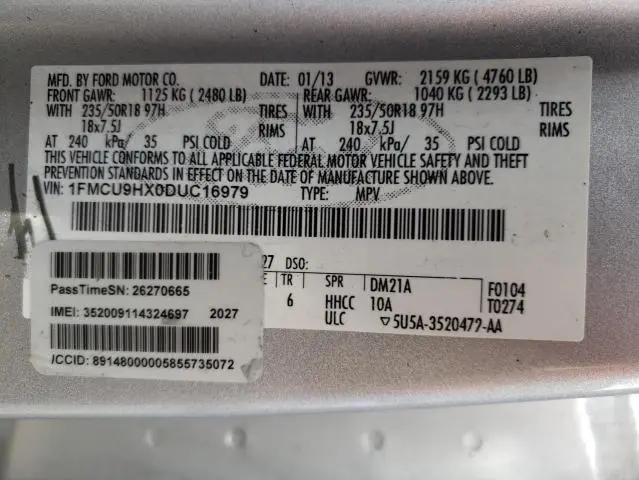 MFD. BY FORD MOTOR CO. DATE: 01/13 GVWR: 2159 KG ( 4760 LB)
FRONT GAWR: 1125 KG ( 2480 LB) REAR GAWR: 1040 KG ( 2293 LB)
WITH 235/50R18 97H TIRES WITH 235/50R18 97H TIRES
18x7.5J RIMS 18x7.5J RIMS
AT 240 kPa/ 35 PSI COLD AT 240 kPa/ 35 PSI COLD
THIS VEHICLE CONFORMS TO ALL APPLICABLE FEDERAL MOTOR VEHICLE SAFETY AND THEFT
PREVENTION STANDARDS IN EFFECT ON THE DATE OF MANUFACTURE SHOWN ABOVE.
VIN: 1FMCU9HX0DUC16979 TYPE: MPV
27 DSO:
E TR SPR DM21A F0104
6 HHCC 10A T0274
ULC ▽5U5A-3520472-AA
PassTimeSN: 26270665
IMEI: 352009114324697 2027
ICCID: 89148000005855735072